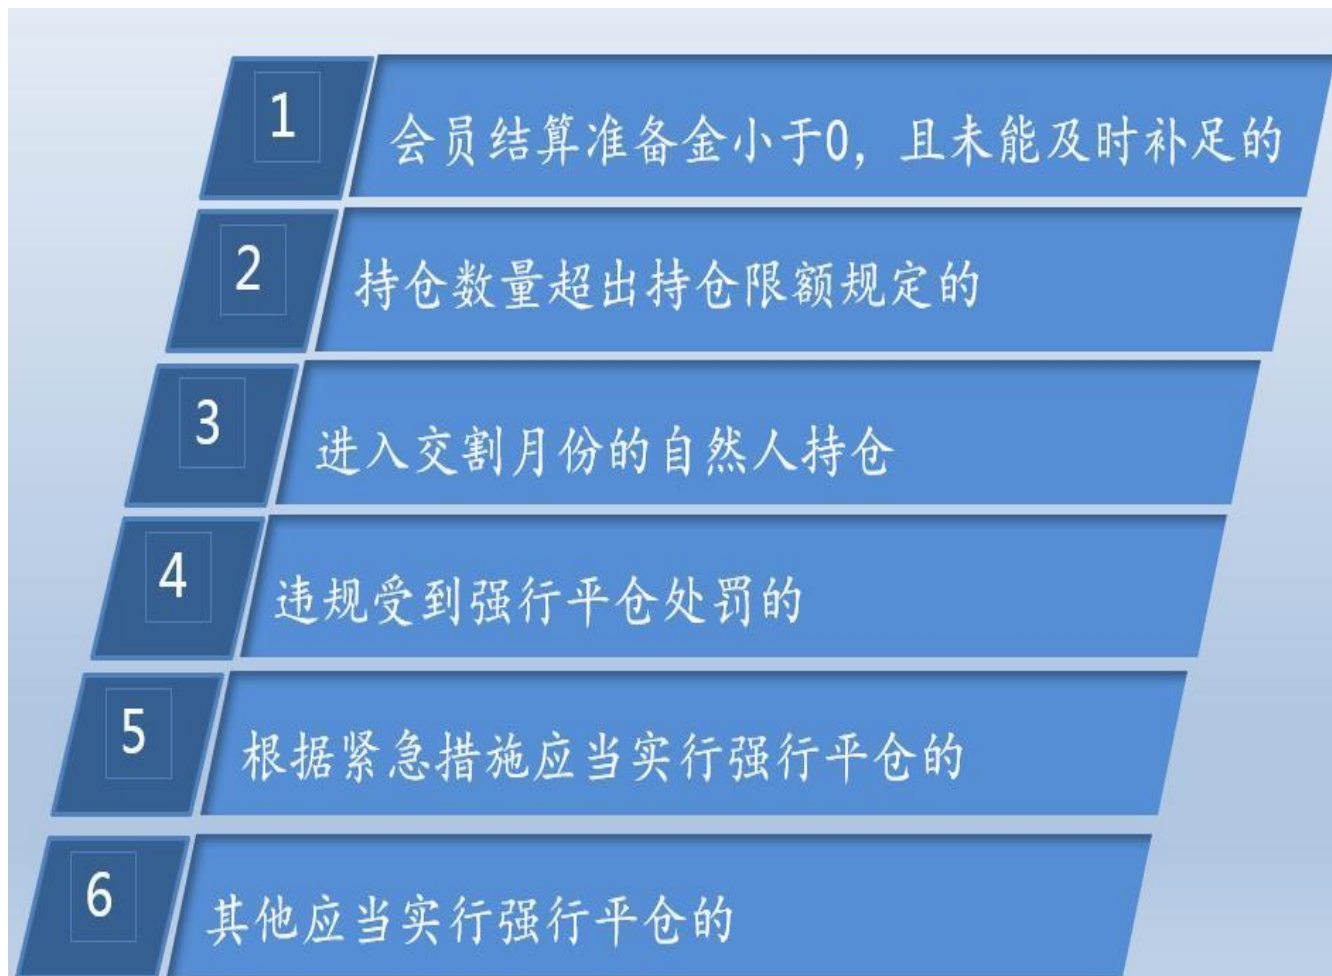 1 会员结算准备金小于0，且未能及时补足的
2 持仓数量超出持仓限额规定的
3 进入交割月份的自然人持仓
4 违规受到强行平仓处罚的
5 根据紧急措施应当实行强行平仓的
6 其他应当实行强行平仓的